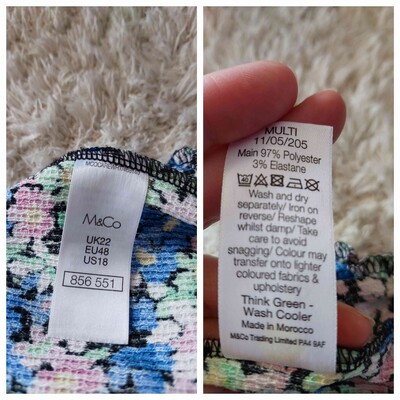 M&Co
UK22
EU48
US18
856 551
MULTI
11/05/205
Main 97% Polyester
3% Elastane
40
Wash and dry
separately/ Iron on
reverse/ Reshape
whilst damp/ Take
care to avoid
snagging/ Colour may
transfer onto lighter
coloured fabrics &
upholstery
Think Green -
Wash Cooler
Made in Morocco
M&Co Trading Limited PA4 9AF